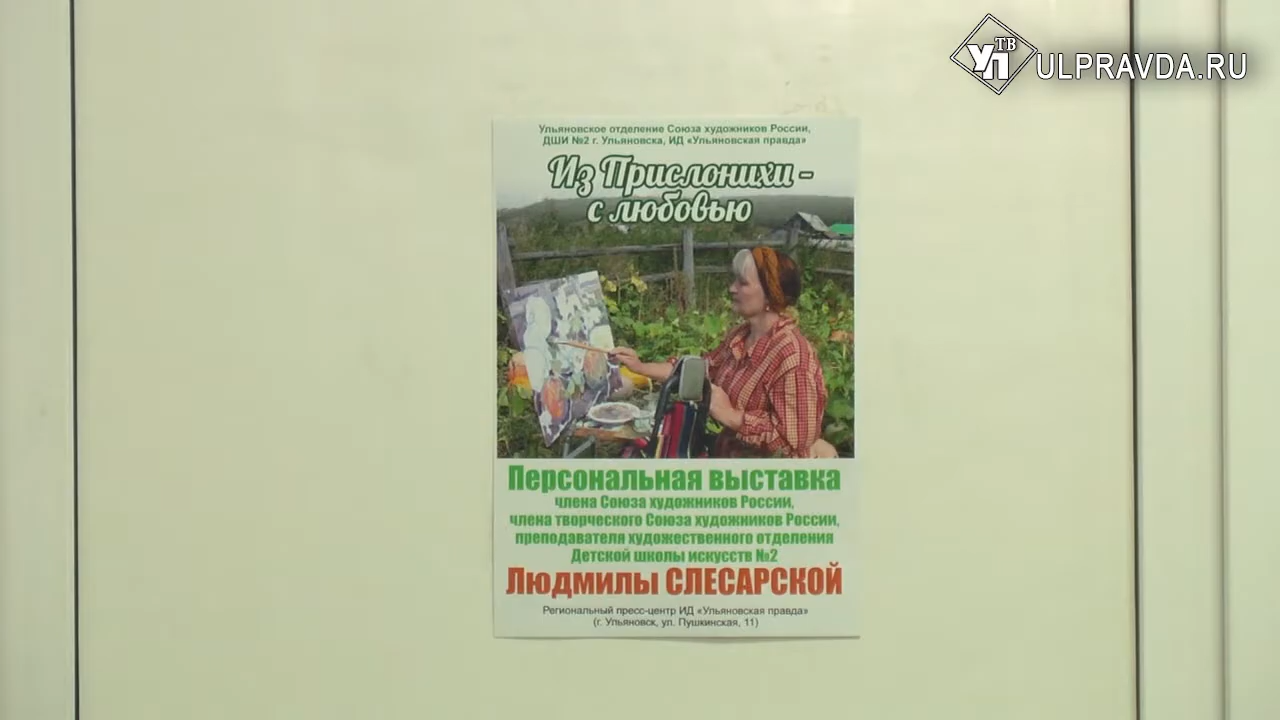 УП ТВ
ULPRAVDA.RU
Ульяновское отделение Союза художников России,
ДШИ №2 г. Ульяновска, ИД «Ульяновская правда»
Из Прислонихи -
с любовью
Персональная выставка
члена Союза художников России,
члена творческого Союза художников России,
преподавателя художественного отделения
Детской школы искусств №2
Людмилы СЛЕСАРСКОЙ
Региональный пресс-центр ИД «Ульяновская правда»
(г. Ульяновск, ул. Пушкинская, 11)